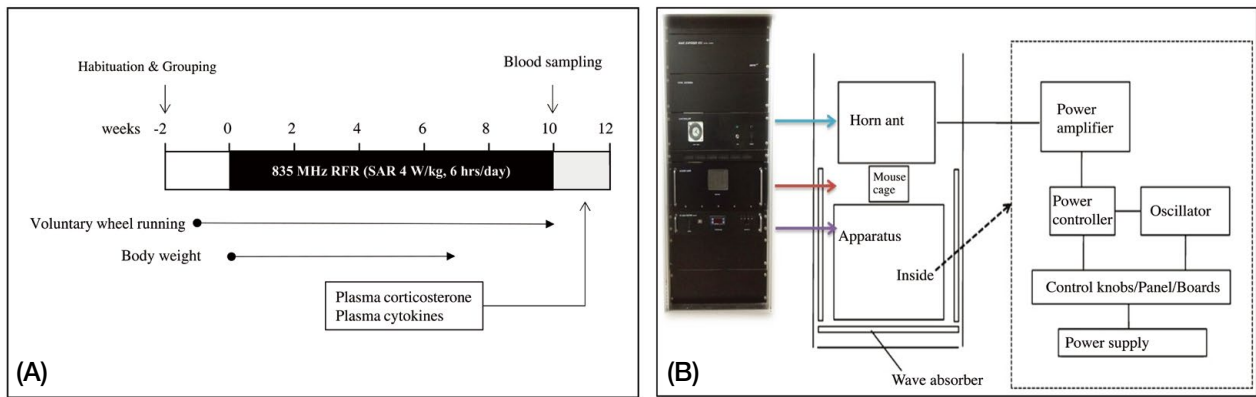 Habituation & Grouping
Blood sampling
weeks -2 0 2 4 6 8 10 12
835 MHz RFR (SAR 4 W/kg, 6 hrs/day)
Voluntary wheel running
Body weight
Plasma corticosterone
Plasma cytokines
(A)
Horn ant
Mouse
cage
Apparatus
Inside
Wave absorber
Power
amplifier
Power
controller
Oscillator
Control knobs/Panel/Boards
Power supply
(B)